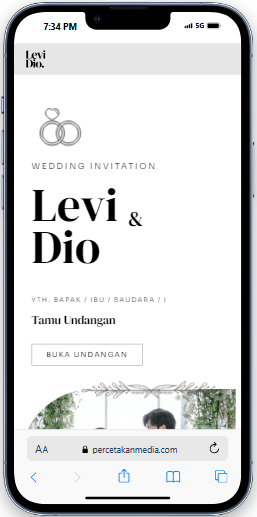 7:34 PM 5G
Levi
Dio.
WEDDING INVITATION
Levi &
Dio
YTH. BAPAK / IBU / SAUDARA / I
Tamu Undangan
BUKA UNDANGAN
AA percetakanmedia.com